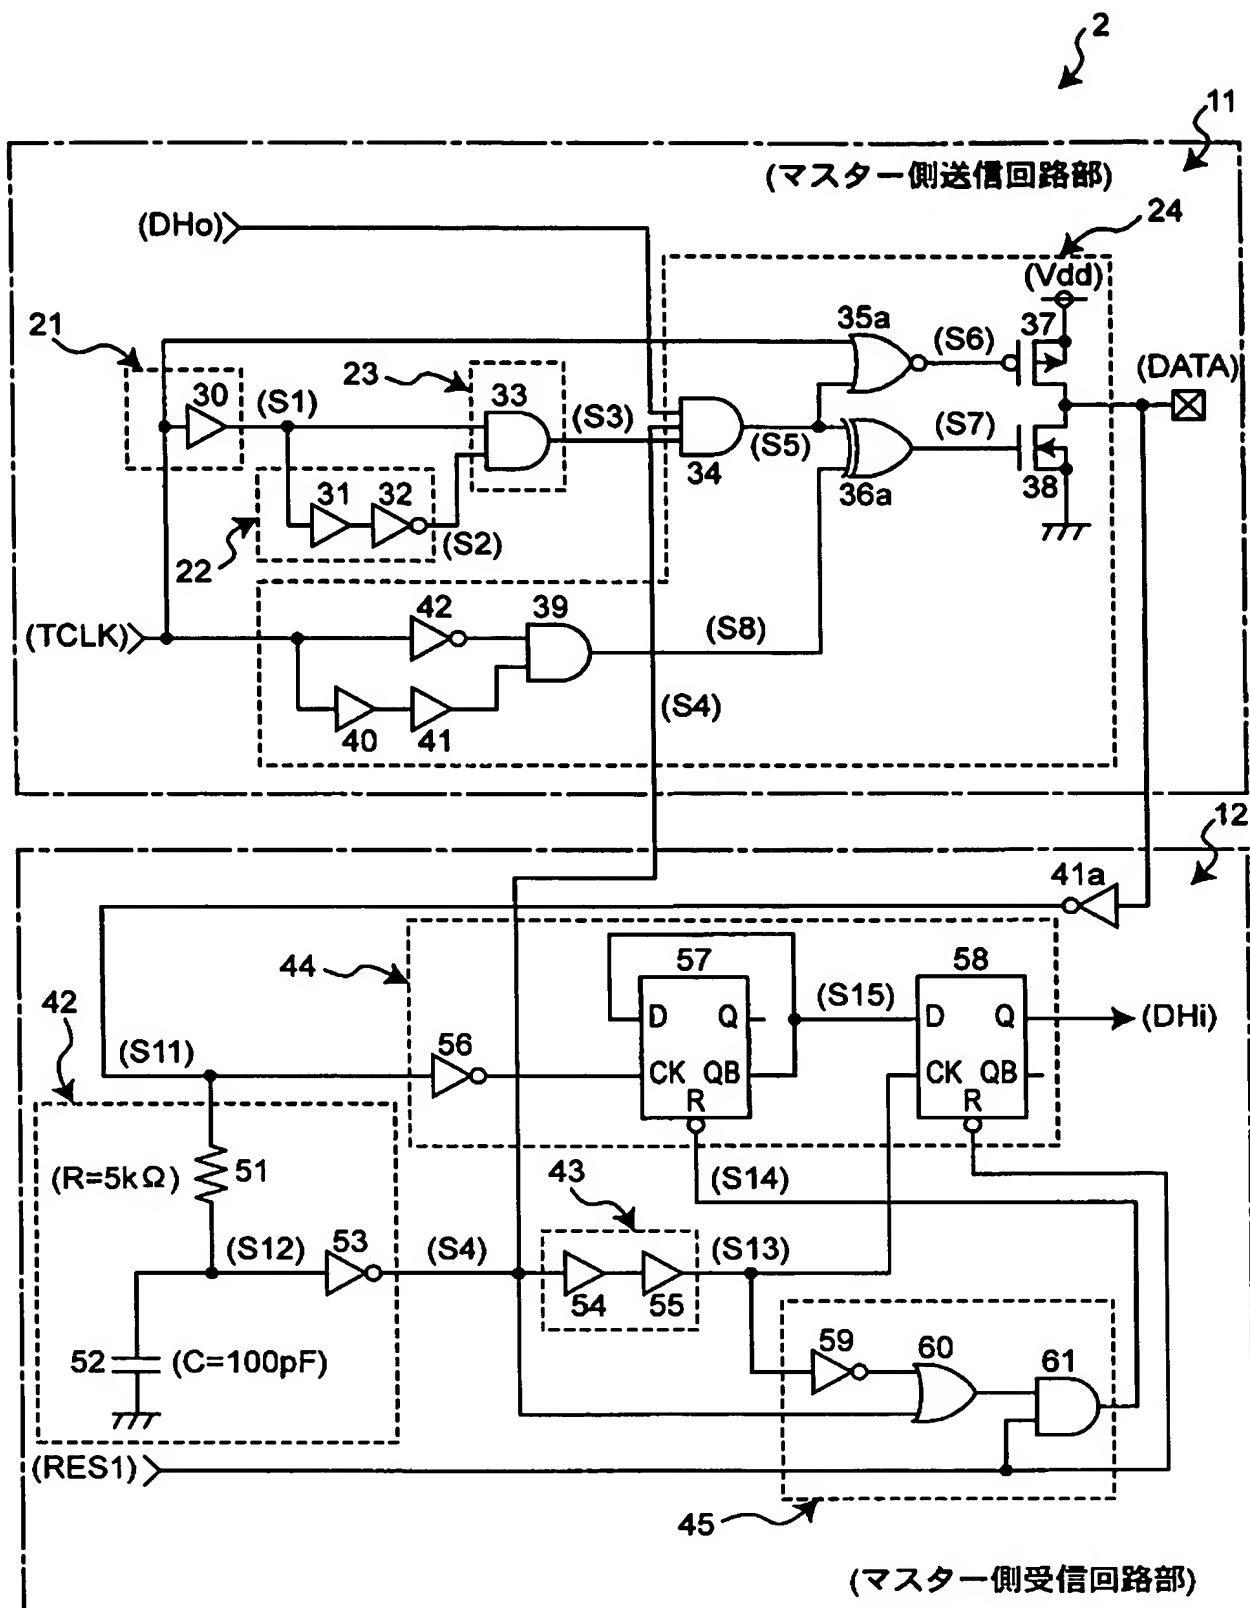 2
11
(マスター側送信回路部)
(DHo)
24
(Vdd)
21
35a
(S6)
37
(DATA)
23
30
(S1)
33
(S3)
(S5)
(S7)
34
36a
38
31
32
(S2)
22
42
39
(TCLK)
(S8)
(S4)
40
41
12
41a
44
57
58
42
(S15)
D
Q
D
Q
(DHi)
(S11)
56
CK
QB
CK
QB
R
R
(R=5kΩ)
51
43
(S14)
(S12)
53
(S4)
(S13)
54
55
52
(C=100pF)
59
60
61
(RES1)
45
(マスター側受信回路部)